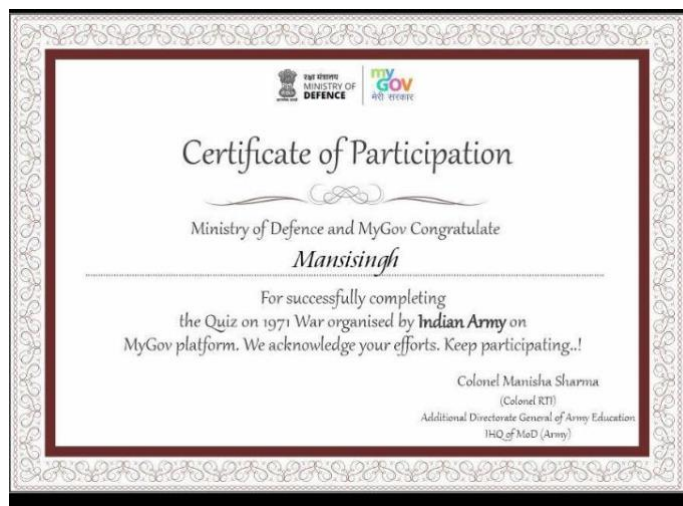 रक्षा मंत्रालय
MINISTRY OF
DEFENCE
my
GOV
मेरी सरकार
Certificate of Participation
Ministry of Defence and MyGov Congratulate
Mansisingh
For successfully completing
the Quiz on 1971 War organised by Indian Army on
MyGov platform. We acknowledge your efforts. Keep participating..!
Colonel Manisha Sharma
(Colonel RTI)
Additional Directorate General of Army Education
IHQ of MoD (Army)